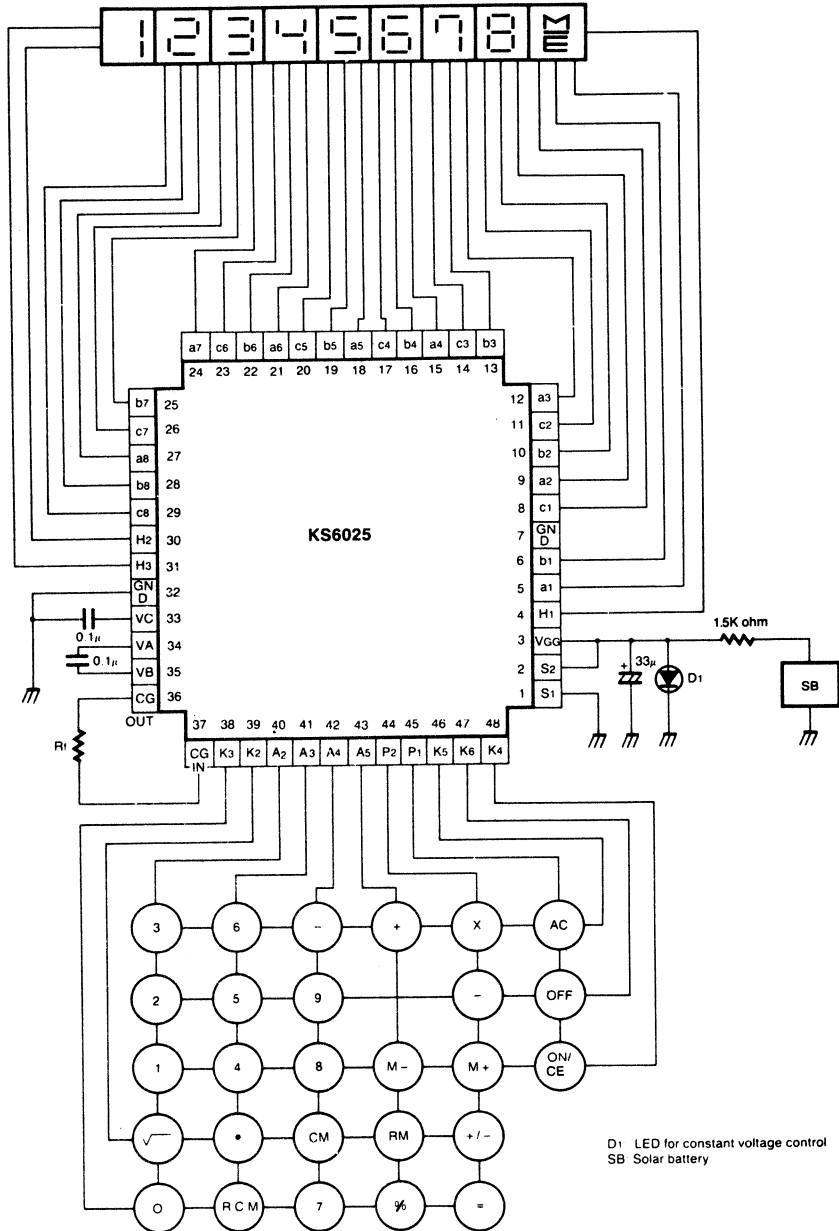 1 2 3 4 5 6 7 8 M E
a7 c6 b6 a6 c5 b5 a5 c4 b4 a4 c3 b3
24 23 22 21 20 19 18 17 16 15 14 13
b7 25
c7 26
a8 27
b8 28
c8 29
H2 30
H3 31
GN D 32
VC 33
0.1µ
VA 34
0.1µ
VB 35
CG 36
OUT
KS6025
12 a3
11 c2
10 b2
9 a2
8 c1
7 GN D
6 b1
5 a1
4 H1
3 VGG
2 S2
1 S1
1.5K ohm
+ 33µ
D1
SB
Rf
37 38 39 40 41 42 43 44 45 46 47 48
CG IN K3 K2 A2 A3 A4 A5 P2 P1 K5 K6 K4
3 6 – + X AC
2 5 9 – OFF
1 4 8 M– M+ ON/ CE
√ • CM RM +/–
0 R C M 7 % =
D1 LED for constant voltage control
SB: Solar battery